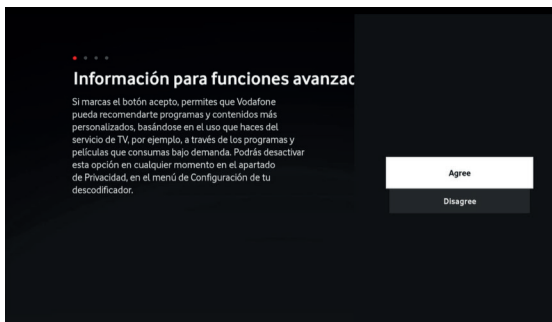 Información para funciones avanzad
Si marcas el botón acepto, permites que Vodafone
pueda recomendarte programas y contenidos más
personalizados, basándose en el uso que haces del
servicio de TV, por ejemplo, a través de los programas y
películas que consumas bajo demanda. Podrás desactivar
esta opción en cualquier momento en el apartado
de Privacidad, en el menú de Configuración de tu
descodificador.
Agree
Disagree